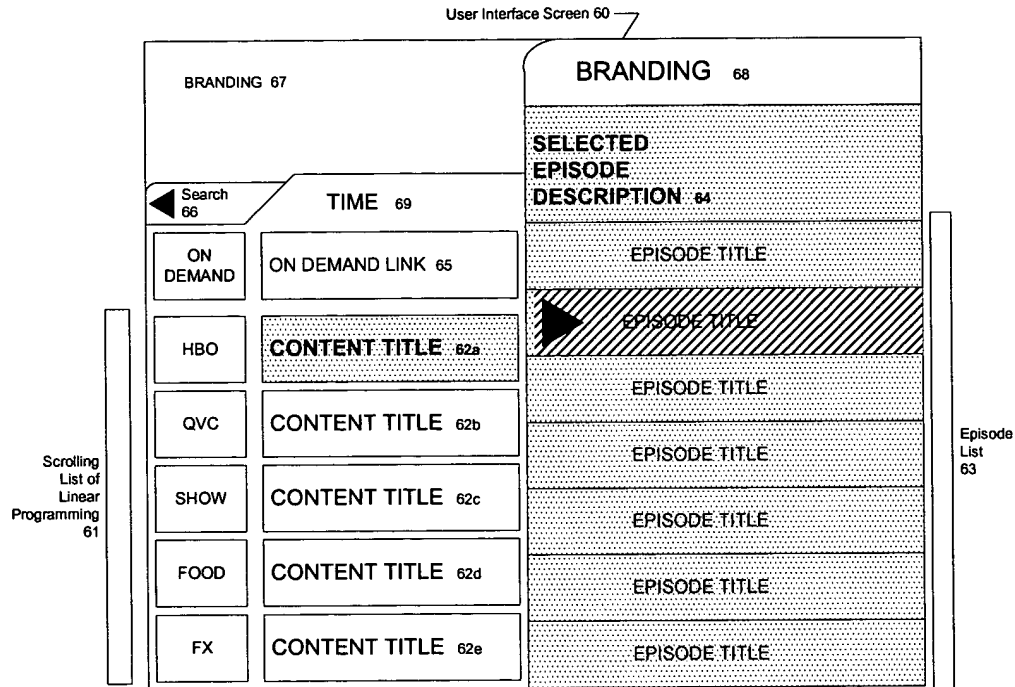 User Interface Screen 60
BRANDING 67
BRANDING 68
SELECTED
EPISODE
DESCRIPTION 64
Search
66
TIME 69
ON
DEMAND
ON DEMAND LINK 65
EPISODE TITLE
EPISODE TITLE
HBO
CONTENT TITLE 62a
EPISODE TITLE
QVC
CONTENT TITLE 62b
EPISODE TITLE
SHOW
CONTENT TITLE 62c
EPISODE TITLE
FOOD
CONTENT TITLE 62d
EPISODE TITLE
FX
CONTENT TITLE 62e
EPISODE TITLE
Scrolling
List of
Linear
Programming
61
Episode
List
63